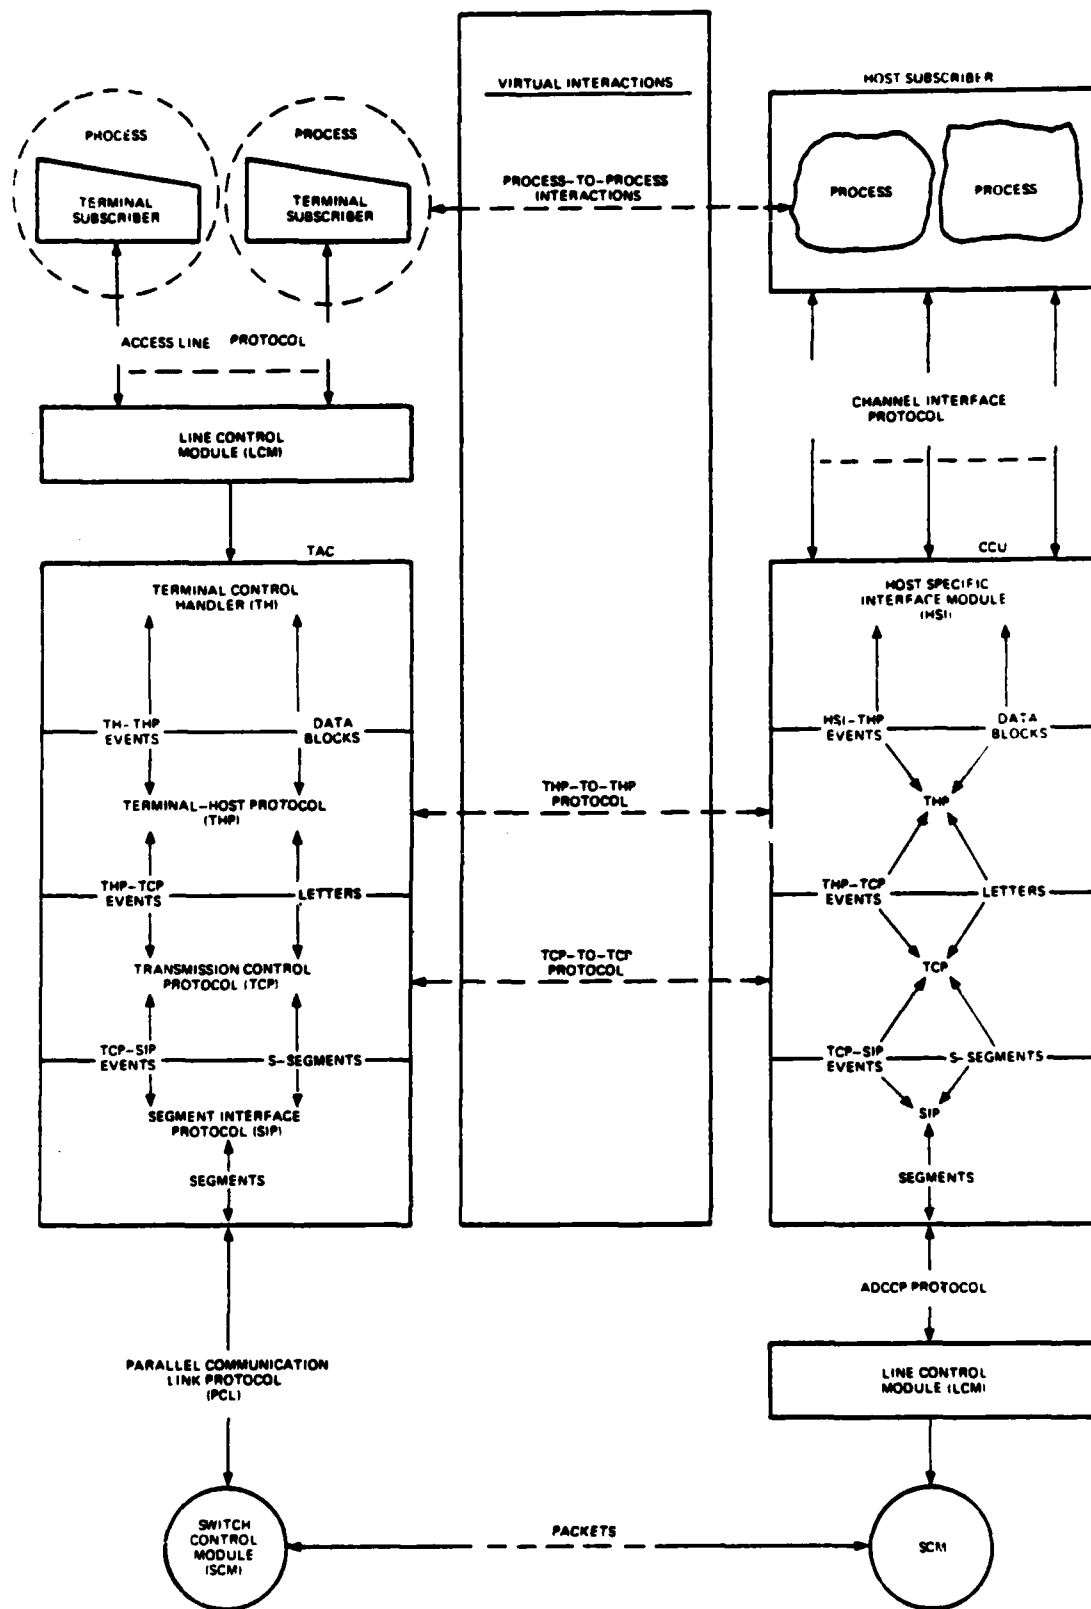 VIRTUAL INTERACTIONS
HOST SUBSCRIBER
PROCESS
PROCESS
TERMINAL
SUBSCRIBER
TERMINAL
SUBSCRIBER
PROCESS-TO-PROCESS
INTERACTIONS
PROCESS
PROCESS
ACCESS LINE PROTOCOL
CHANNEL INTERFACE
PROTOCOL
LINE CONTROL
MODULE (LCM)
TAC
CCU
TERMINAL CONTROL
HANDLER (TH)
HOST SPECIFIC
INTERFACE MODULE
(HSI)
TH-THP
EVENTS
DATA
BLOCKS
HSI-THP
EVENTS
DATA
BLOCKS
TERMINAL-HOST PROTOCOL
(THP)
THP-TO-THP
PROTOCOL
THP
THP-TCP
EVENTS
LETTERS
THP-TCP
EVENTS
LETTERS
TRANSMISSION CONTROL
PROTOCOL (TCP)
TCP-TO-TCP
PROTOCOL
TCP
TCP-SIP
EVENTS
S-SEGMENTS
TCP-SIP
EVENTS
S-SEGMENTS
SEGMENT INTERFACE
PROTOCOL (SIP)
SIP
SEGMENTS
SEGMENTS
ADCCP PROTOCOL
PARALLEL COMMUNICATION
LINK PROTOCOL
(PCL)
LINE CONTROL
MODULE (LCM)
SWITCH
CONTROL
MODULE
(SCM)
PACKETS
SCM